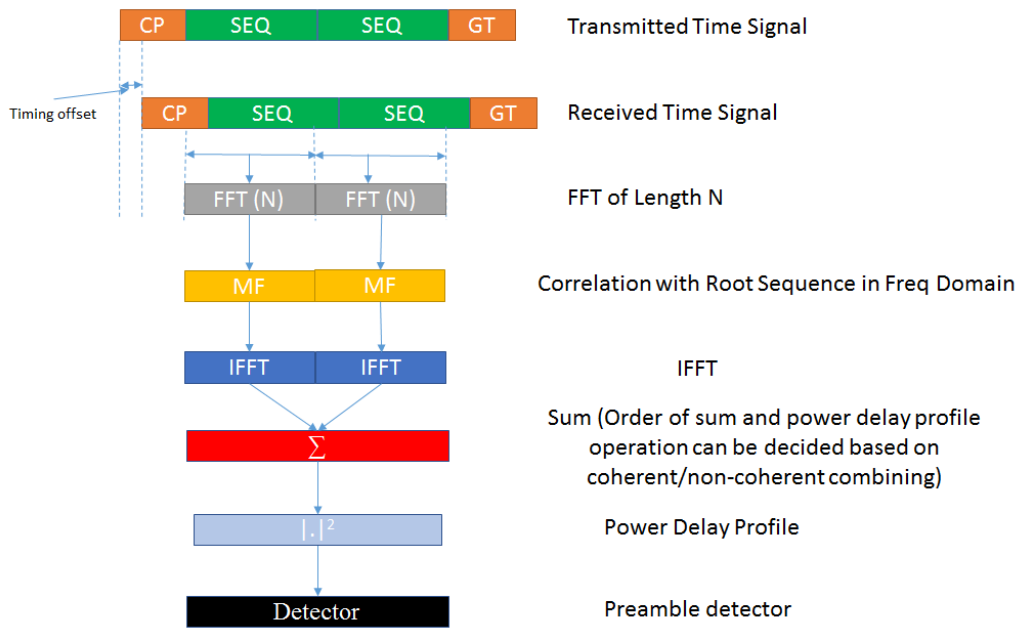 CP SEQ SEQ GT Transmitted Time Signal
Timing offset
CP SEQ SEQ GT Received Time Signal
FFT (N) FFT (N) FFT of Length N
MF MF Correlation with Root Sequence in Freq Domain
IFFT IFFT IFFT
Sum (Order of sum and power delay profile
operation can be decided based on
coherent/non-coherent combining)
∑
|.|² Power Delay Profile
Detector Preamble detector